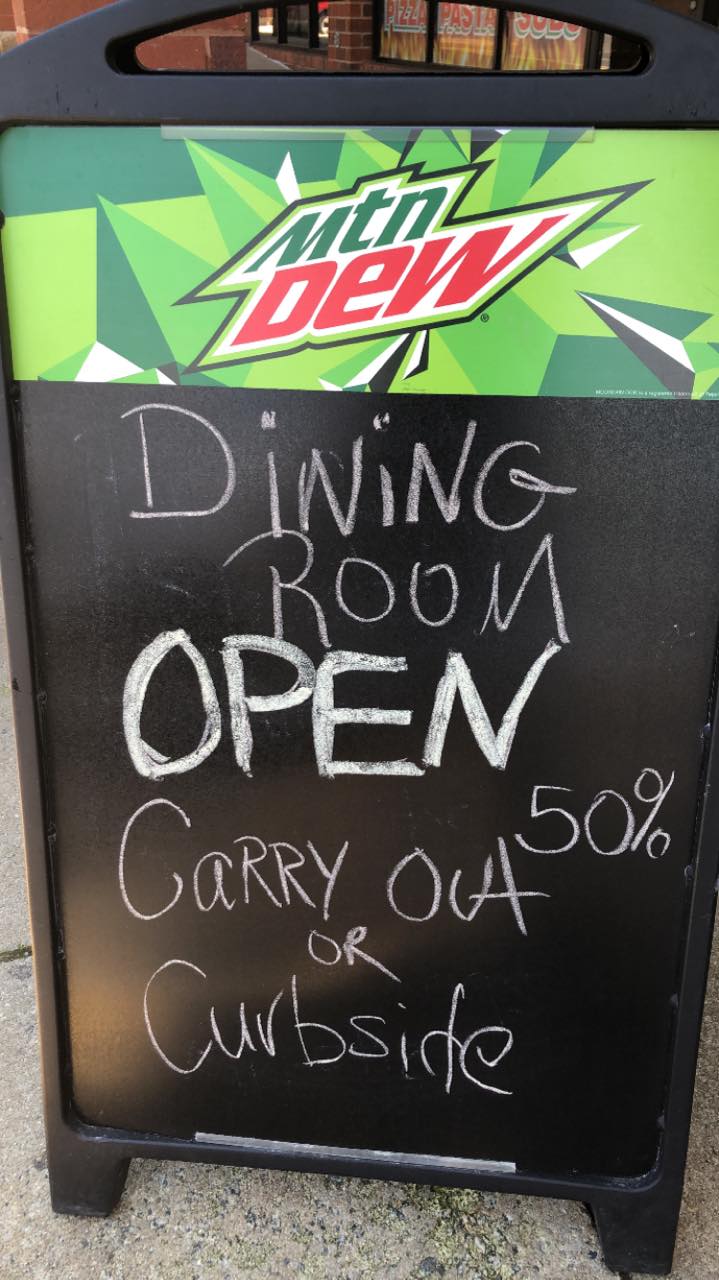 PIZZA PASTA SUBS
Mtn
DEW
DiNiNG
ROOM
OPEN
CaRRY OUt 50%
OR
Curbside